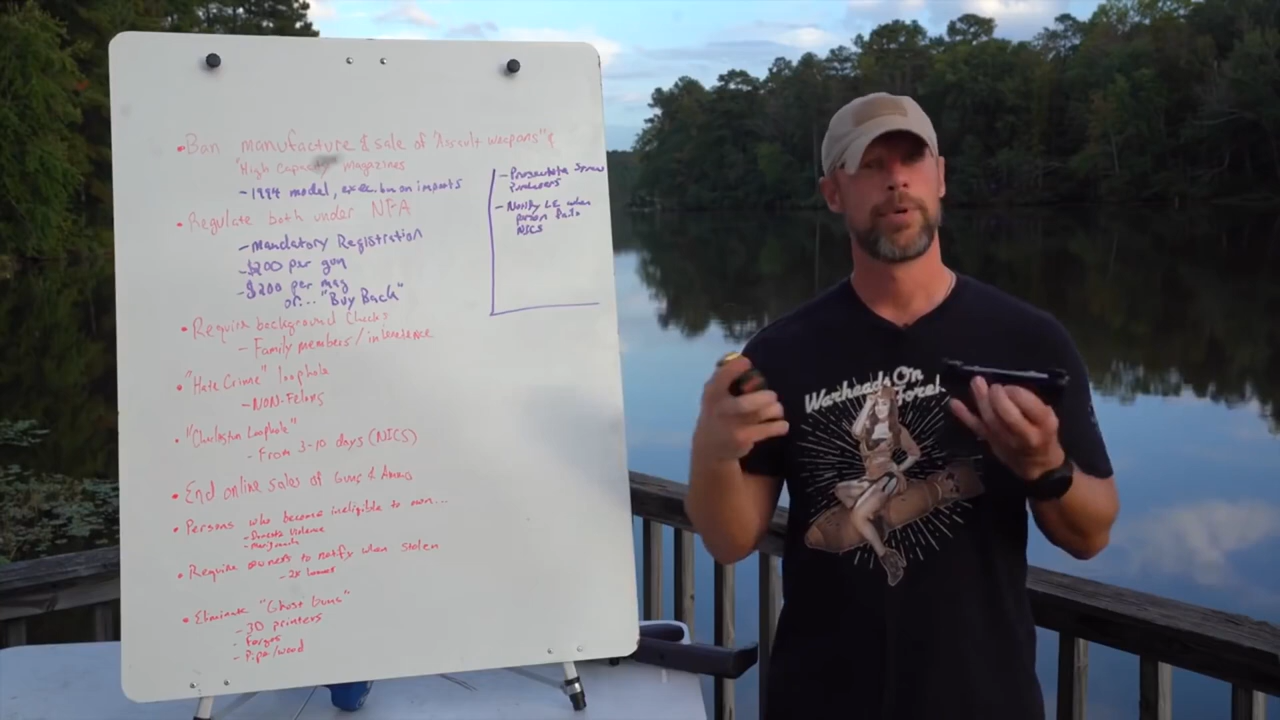 • Ban manufacture & sale of "Assault weapons" &
"High Capacity magazines
- 1994 model, exec. ban on imports
• Regulate both under NFA
- Mandatory Registration
- $200 per gun
- $200 per mag
or... "Buy Back"
• Require background Checks
- Family members/
• "Hate Crime" loophole
- NON-Felons
• "Charleston Loophole"
- From 3-10 days (NICS)
• End online sales of Guns & Ammo
• Persons who become ineligible to own...
- Domestic Violence
- Marijuana
• Require owners to notify when stolen
- 2x
• Eliminate "Ghost Guns"
- 3D printers
- Forges
- Pipe/wood
- Prosecute Straw
- Notify LE when
person fails
NICS
Warheads On